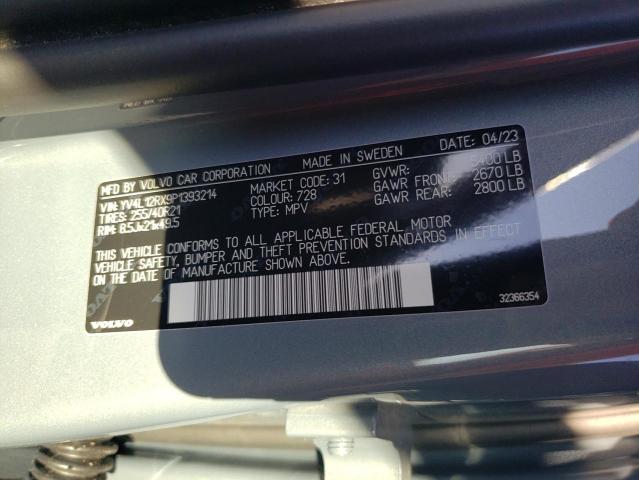 MFD BY VOLVO CAR CORPORATION MADE IN SWEDEN DATE: 04/23
VIN: YV4L12RX9P1393214 MARKET CODE: 31 GVWR: 5400 LB
TIRES: 255/40R21 COLOUR: 728 GAWR FRONT: 2670 LB
RIM: 8.5Jx21x49.5 TYPE: MPV GAWR REAR: 2800 LB
THIS VEHICLE CONFORMS TO ALL APPLICABLE FEDERAL MOTOR
VEHICLE SAFETY, BUMPER AND THEFT PREVENTION STANDARDS IN EFFECT
ON THE DATE OF MANUFACTURE SHOWN ABOVE.
VOLVO 32366354